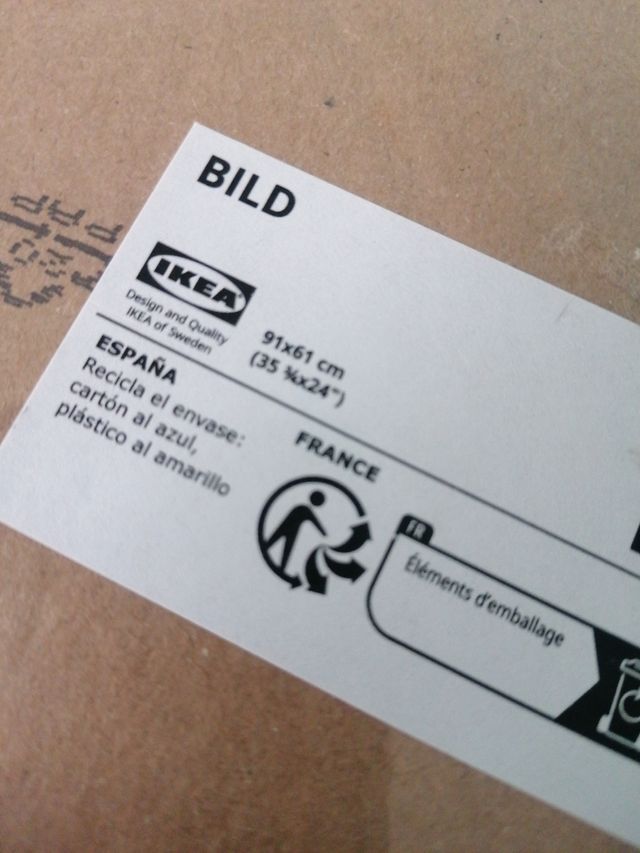 BILD
IKEA®
Design and Quality
IKEA of Sweden
91x61 cm
(35 ¾x24")
ESPAÑA
Recicla el envase:
cartón al azul,
plástico al amarillo
FRANCE
FR
Éléments d'emballage